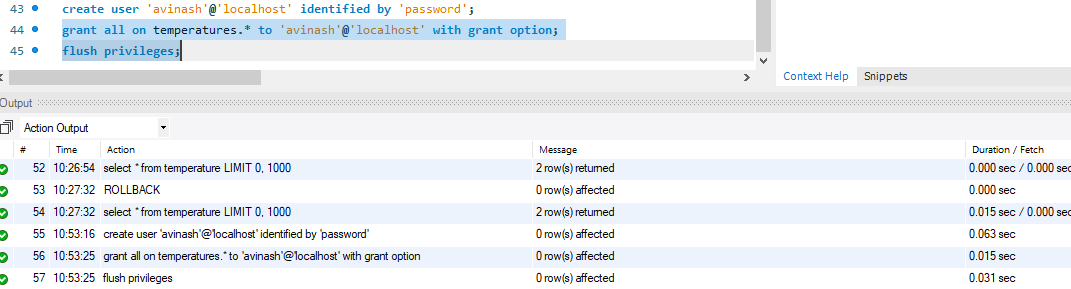 43 create user 'avinash'@'localhost' identified by 'password';
44 grant all on temperatures.* to 'avinash'@'localhost' with grant option;
45 flush privileges;
Context Help Snippets
Output
Action Output
# Time Action Message Duration / Fetch
52 10:26:54 select * from temperature LIMIT 0, 1000 2 row(s) returned 0.000 sec / 0.000 sec
53 10:27:32 ROLLBACK 0 row(s) affected 0.000 sec
54 10:27:32 select * from temperature LIMIT 0, 1000 2 row(s) returned 0.015 sec / 0.000 sec
55 10:53:16 create user 'avinash'@'localhost' identified by 'password' 0 row(s) affected 0.063 sec
56 10:53:25 grant all on temperatures.* to 'avinash'@'localhost' with grant option 0 row(s) affected 0.015 sec
57 10:53:25 flush privileges 0 row(s) affected 0.031 sec